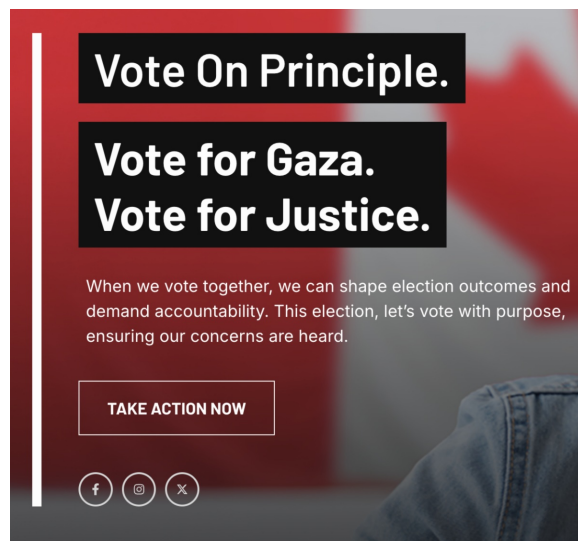 Vote On Principle.
Vote for Gaza.
Vote for Justice.
When we vote together, we can shape election outcomes and
demand accountability. This election, let’s vote with purpose,
ensuring our concerns are heard.
TAKE ACTION NOW